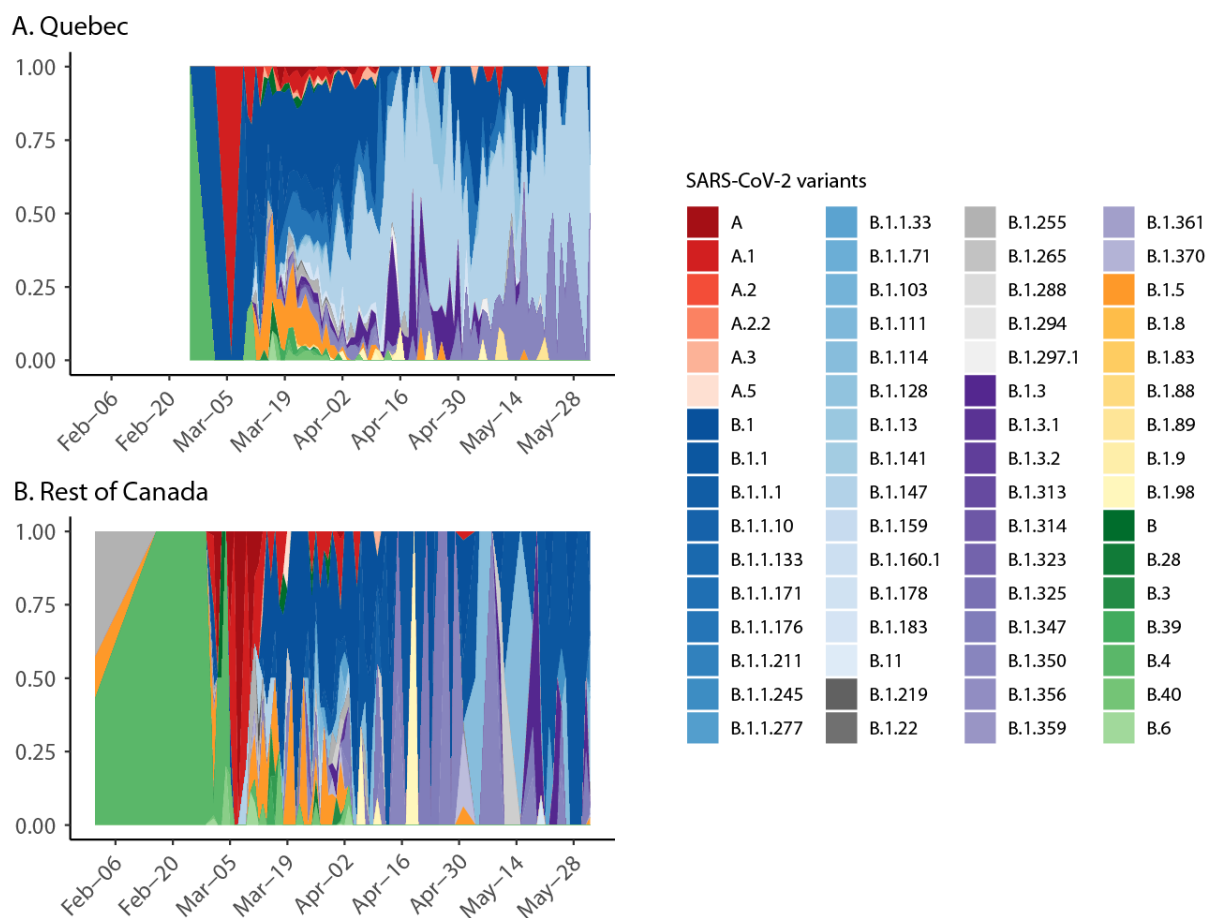 A. Quebec
1.00
0.75
0.50
0.25
0.00
Feb–06
Feb–20
Mar–05
Mar–19
Apr–02
Apr–16
Apr–30
May–14
May–28
B. Rest of Canada
1.00
0.75
0.50
0.25
0.00
Feb–06
Feb–20
Mar–05
Mar–19
Apr–02
Apr–16
Apr–30
May–14
May–28
SARS-CoV-2 variants
A
A.1
A.2
A.2.2
A.3
A.5
B.1
B.1.1
B.1.1.1
B.1.1.10
B.1.1.133
B.1.1.171
B.1.1.176
B.1.1.211
B.1.1.245
B.1.1.277
B.1.1.33
B.1.1.71
B.1.103
B.1.111
B.1.114
B.1.128
B.1.13
B.1.141
B.1.147
B.1.159
B.1.160.1
B.1.178
B.1.183
B.11
B.1.219
B.1.22
B.1.255
B.1.265
B.1.288
B.1.294
B.1.297.1
B.1.3
B.1.3.1
B.1.3.2
B.1.313
B.1.314
B.1.323
B.1.325
B.1.347
B.1.350
B.1.356
B.1.359
B.1.361
B.1.370
B.1.5
B.1.8
B.1.83
B.1.88
B.1.89
B.1.9
B.1.98
B
B.28
B.3
B.39
B.4
B.40
B.6